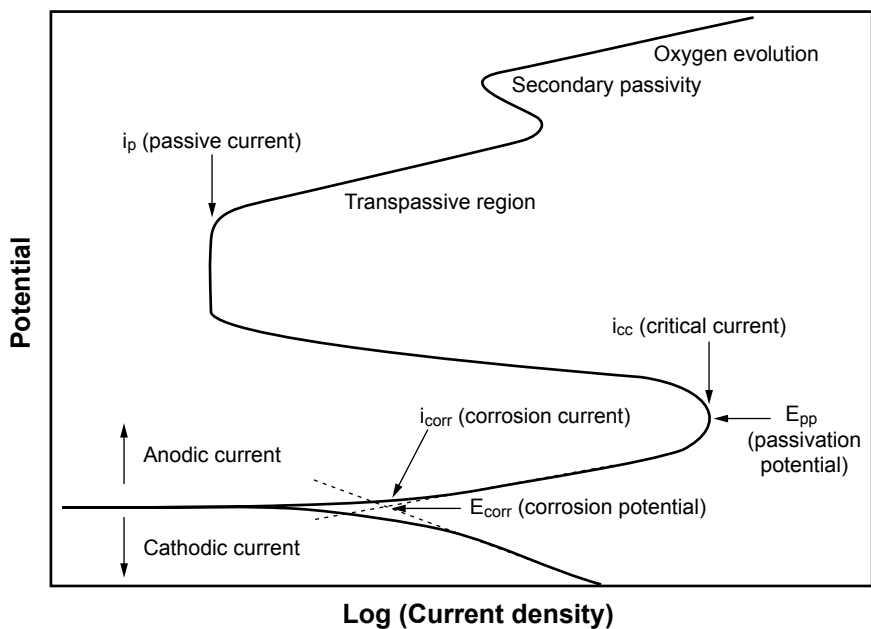 Oxygen evolution
Secondary passivity
ip (passive current)
Transpassive region
Potential
icc (critical current)
icorr (corrosion current)
Epp
(passivation
potential)
Anodic current
Ecorr (corrosion potential)
Cathodic current
Log (Current density)